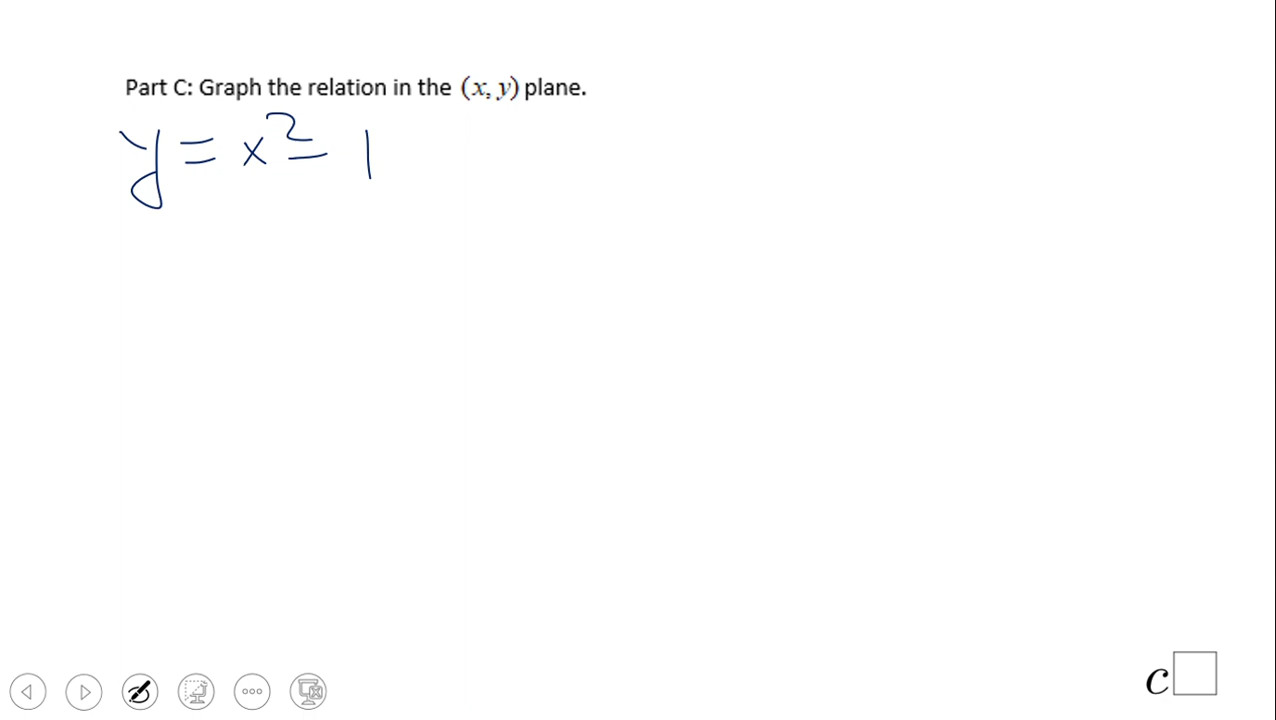 Part C: Graph the relation in the (x, y) plane.
y = x² − 1
c